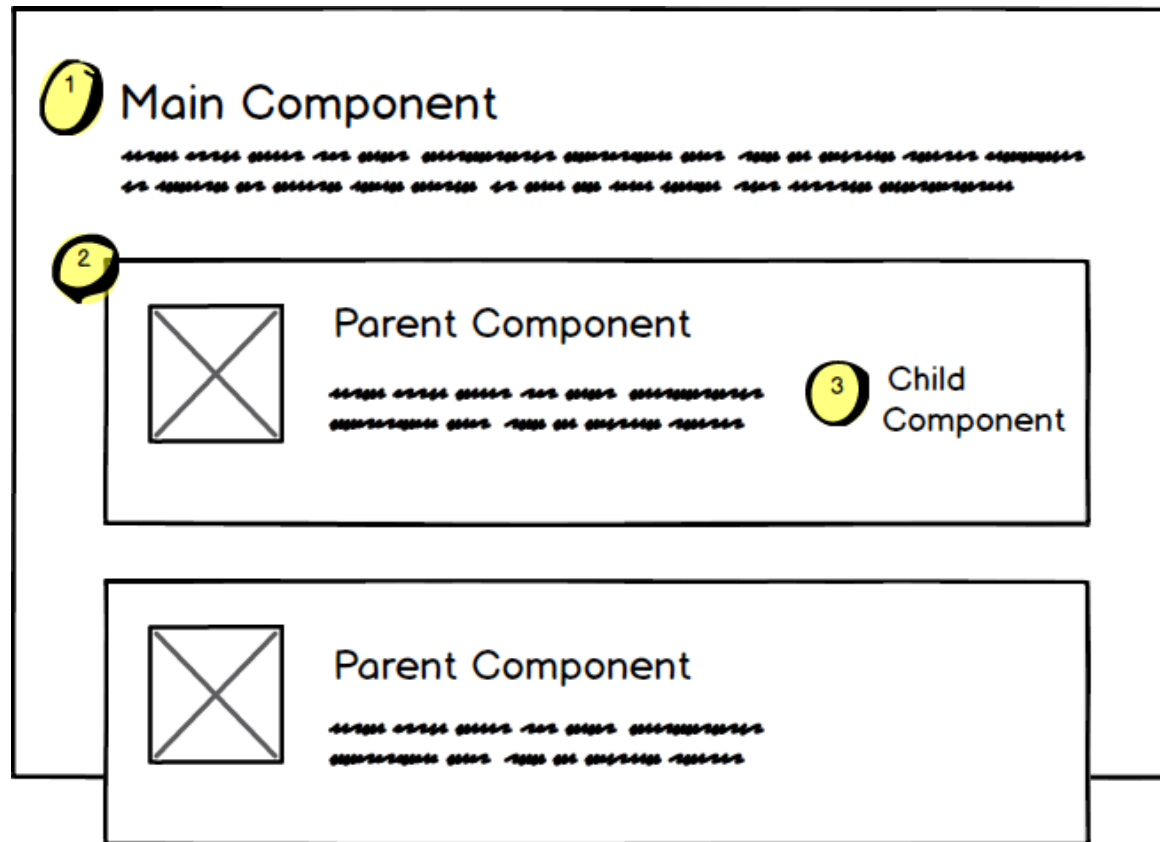 1
Main Component
2
Parent Component
3
Child
Component
Parent Component